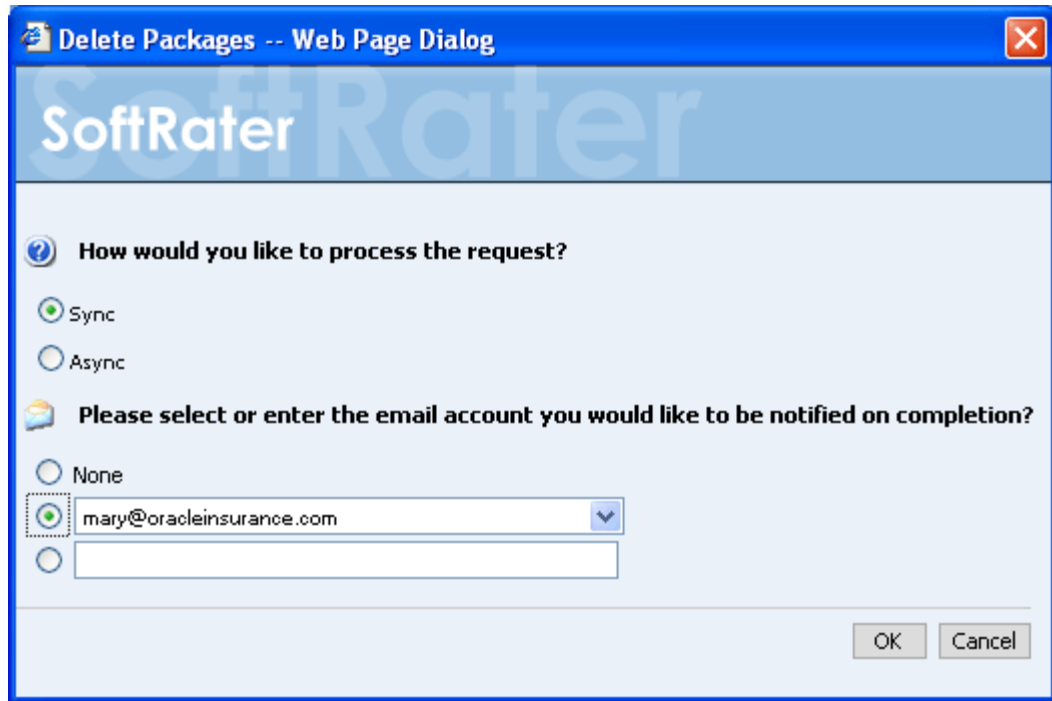 Delete Packages -- Web Page Dialog
SoftRater
SoftRater
How would you like to process the request?
Sync
Async
Please select or enter the email account you would like to be notified on completion?
None
mary@oracleinsurance.com
OK Cancel